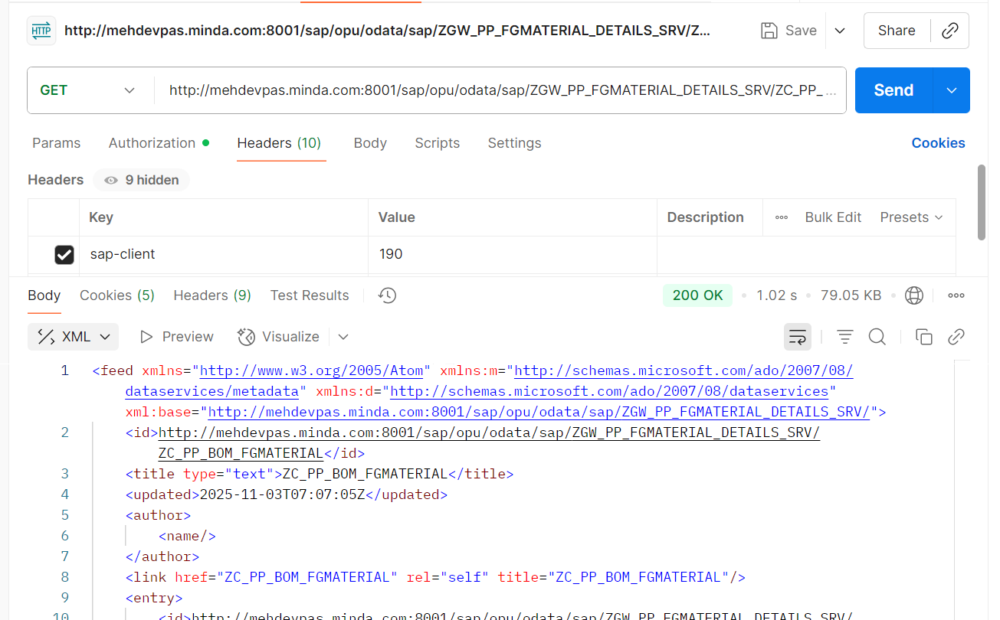 HTTP
http://mehdevpas.minda.com:8001/sap/opu/odata/sap/ZGW_PP_FGMATERIAL_DETAILS_SRV/Z...
Save
Share
GET
http://mehdevpas.minda.com:8001/sap/opu/odata/sap/ZGW_PP_FGMATERIAL_DETAILS_SRV/ZC_PP_ ...
Send
Params Authorization Headers (10) Body Scripts Settings Cookies
Headers 9 hidden
Key Value Description Bulk Edit Presets
sap-client 190
Body Cookies (5) Headers (9) Test Results 200 OK 1.02 s 79.05 KB
XML Preview Visualize
1 <feed xmlns="http://www.w3.org/2005/Atom" xmlns:m="http://schemas.microsoft.com/ado/2007/08/
dataservices/metadata" xmlns:d="http://schemas.microsoft.com/ado/2007/08/dataservices"
xml:base="http://mehdevpas.minda.com:8001/sap/opu/odata/sap/ZGW_PP_FGMATERIAL_DETAILS_SRV/">
2 <id>http://mehdevpas.minda.com:8001/sap/opu/odata/sap/ZGW_PP_FGMATERIAL_DETAILS_SRV/
ZC_PP_BOM_FGMATERIAL</id>
3 <title type="text">ZC_PP_BOM_FGMATERIAL</title>
4 <updated>2025-11-03T07:07:05Z</updated>
5 <author>
6 <name/>
7 </author>
8 <link href="ZC_PP_BOM_FGMATERIAL" rel="self" title="ZC_PP_BOM_FGMATERIAL"/>
9 <entry>
10 <id>http://mehdevpas.minda.com:8001/sap/opu/odata/sap/ZGW_PP_FGMATERIAL_DETAILS_SRV/